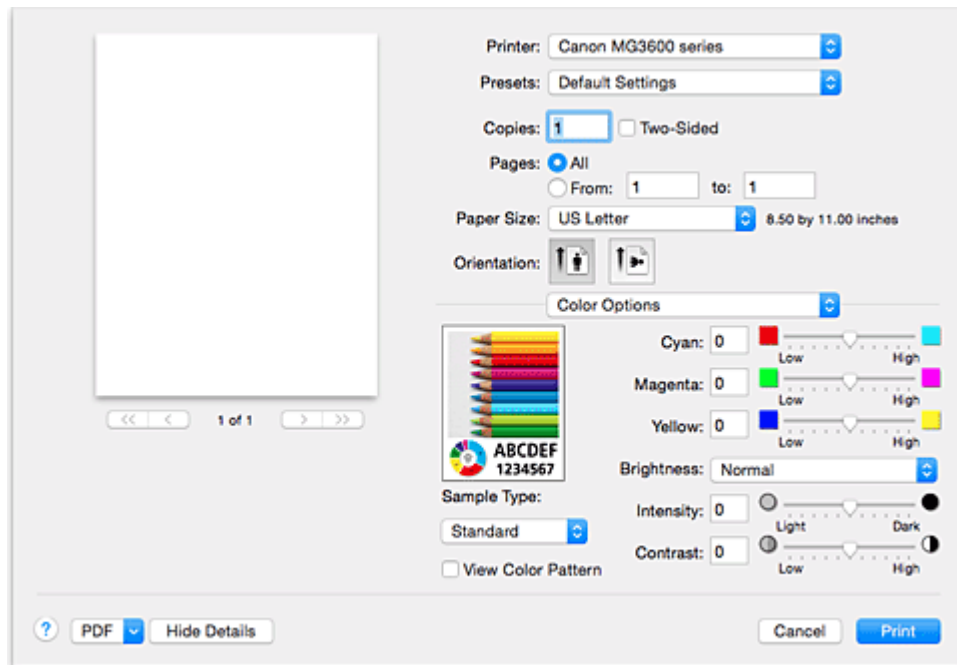 Printer: Canon MG3600 series
Presets: Default Settings
Copies: 1 Two-Sided
Pages: All
From: 1 to: 1
Paper Size: US Letter 8.50 by 11.00 inches
Orientation:
Color Options
Cyan: 0
Low High
Magenta: 0
Low High
Yellow: 0
Low High
ABCDEF
1234567
Brightness: Normal
Sample Type:
Intensity: 0
Light Dark
Standard
Contrast: 0
Low High
View Color Pattern
<< < 1 of 1 > >>
? PDF Hide Details Cancel Print